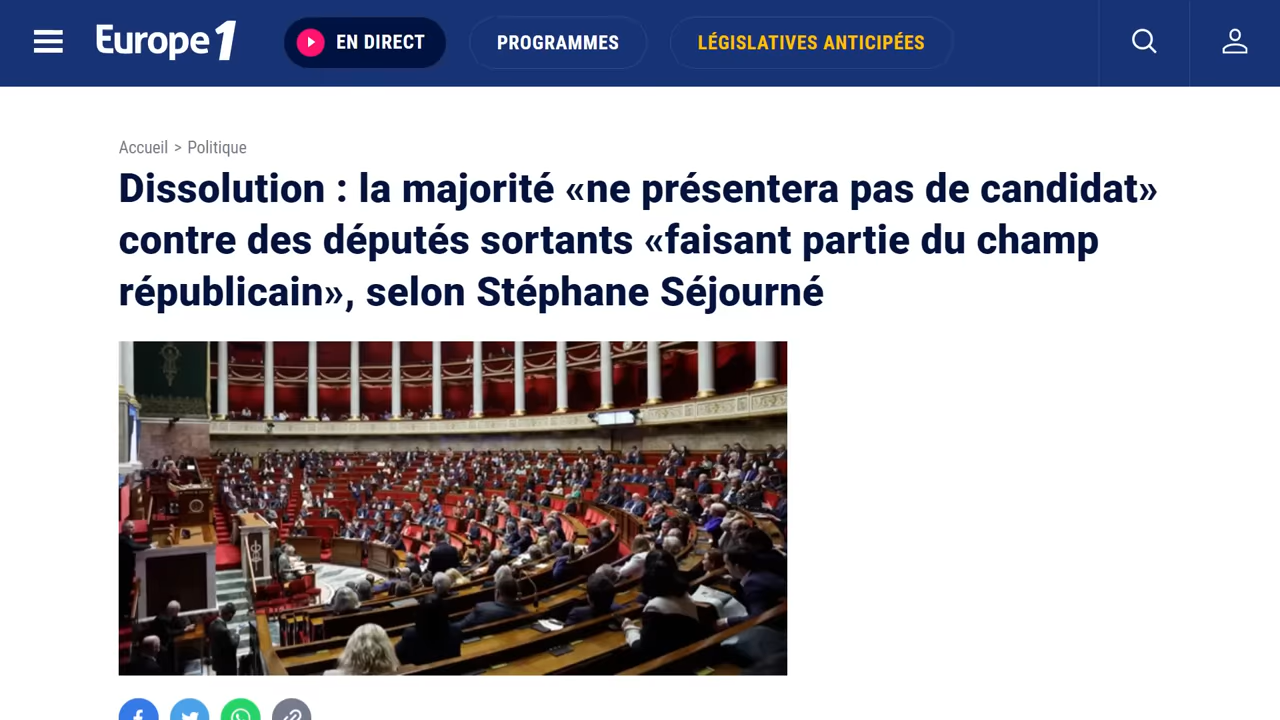 Europe 1
EN DIRECT
PROGRAMMES
LÉGISLATIVES ANTICIPÉES
Accueil > Politique
Dissolution : la majorité «ne présentera pas de candidat»
contre des députés sortants «faisant partie du champ
républicain», selon Stéphane Séjourné